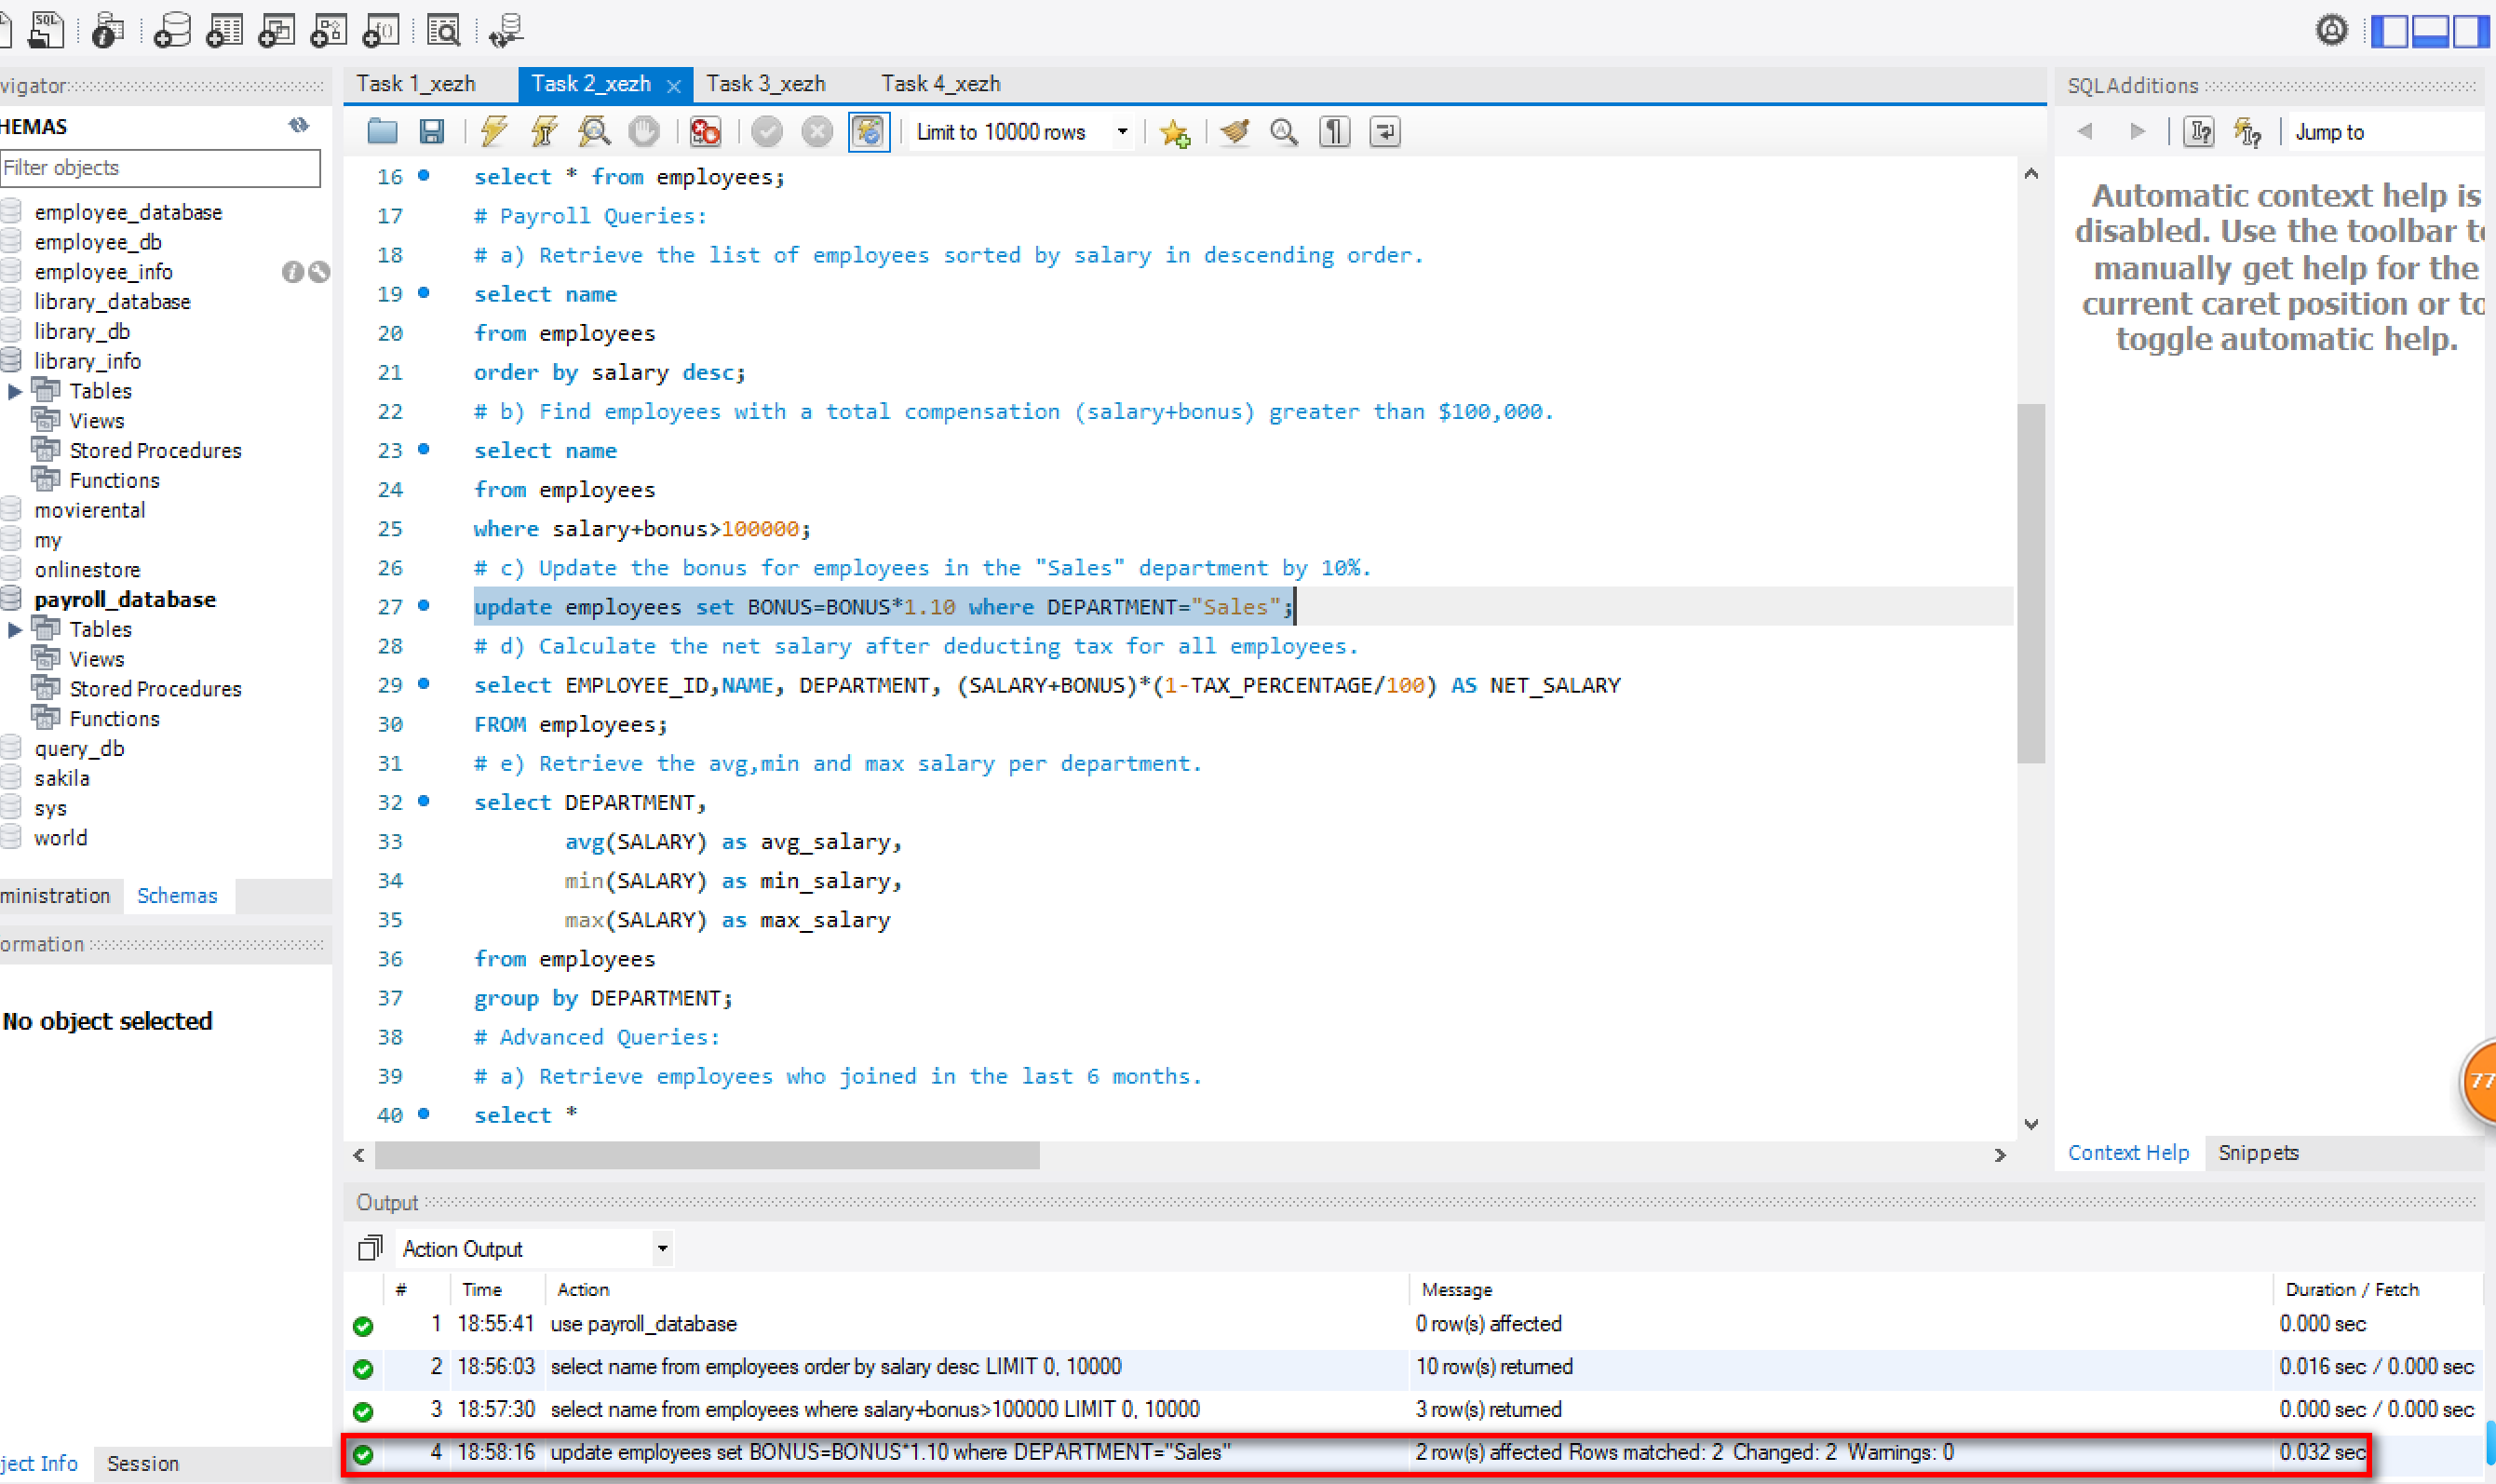 vigator
HEMAS
Filter objects
employee_database
employee_db
employee_info
library_database
library_db
library_info
Tables
Views
Stored Procedures
Functions
movierental
my
onlinestore
payroll_database
Tables
Views
Stored Procedures
Functions
query_db
sakila
sys
world
ministration Schemas
ormation
No object selected
ject Info Session
Task 1_xezh Task 2_xezh Task 3_xezh Task 4_xezh
Limit to 10000 rows
16 select * from employees;
17 # Payroll Queries:
18 # a) Retrieve the list of employees sorted by salary in descending order.
19 select name
20 from employees
21 order by salary desc;
22 # b) Find employees with a total compensation (salary+bonus) greater than $100,000.
23 select name
24 from employees
25 where salary+bonus>100000;
26 # c) Update the bonus for employees in the "Sales" department by 10%.
27 update employees set BONUS=BONUS*1.10 where DEPARTMENT="Sales";
28 # d) Calculate the net salary after deducting tax for all employees.
29 select EMPLOYEE_ID,NAME, DEPARTMENT, (SALARY+BONUS)*(1-TAX_PERCENTAGE/100) AS NET_SALARY
30 FROM employees;
31 # e) Retrieve the avg,min and max salary per department.
32 select DEPARTMENT,
33 avg(SALARY) as avg_salary,
34 min(SALARY) as min_salary,
35 max(SALARY) as max_salary
36 from employees
37 group by DEPARTMENT;
38 # Advanced Queries:
39 # a) Retrieve employees who joined in the last 6 months.
40 select *
SQLAdditions
Jump to
Automatic context help is
disabled. Use the toolbar to
manually get help for the
current caret position or to
toggle automatic help.
77
Context Help Snippets
Output
Action Output
# Time Action Message Duration / Fetch
1 18:55:41 use payroll_database 0 row(s) affected 0.000 sec
2 18:56:03 select name from employees order by salary desc LIMIT 0, 10000 10 row(s) returned 0.016 sec / 0.000 sec
3 18:57:30 select name from employees where salary+bonus>100000 LIMIT 0, 10000 3 row(s) returned 0.000 sec / 0.000 sec
4 18:58:16 update employees set BONUS=BONUS*1.10 where DEPARTMENT="Sales" 2 row(s) affected Rows matched: 2 Changed: 2 Warnings: 0 0.032 sec